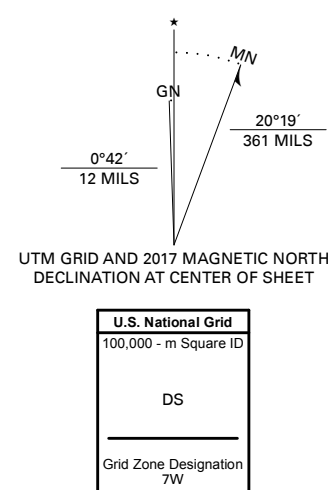 ★
MN
GN
20°19´
361 MILS
0°42´
12 MILS
UTM GRID AND 2017 MAGNETIC NORTH
DECLINATION AT CENTER OF SHEET
U.S. National Grid
100,000 - m Square ID
DS
Grid Zone Designation
7W